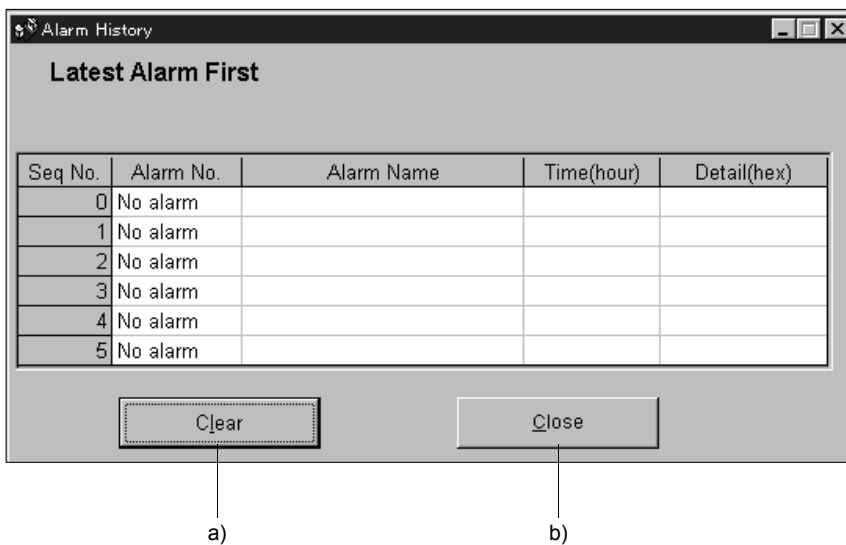 Alarm History
Latest Alarm First
Seq No. Alarm No. Alarm Name Time(hour) Detail(hex)
0 No alarm
1 No alarm
2 No alarm
3 No alarm
4 No alarm
5 No alarm
Clear Close
a) b)